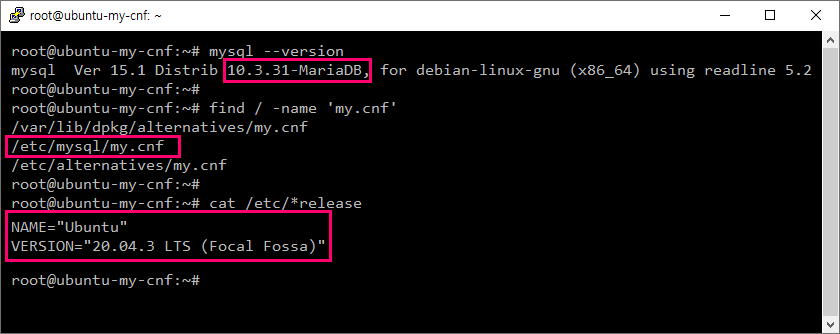 root@ubuntu-my-cnf: ~
root@ubuntu-my-cnf:~# mysql --version
mysql  Ver 15.1 Distrib 10.3.31-MariaDB, for debian-linux-gnu (x86_64) using readline 5.2
root@ubuntu-my-cnf:~#
root@ubuntu-my-cnf:~# find / -name 'my.cnf'
/var/lib/dpkg/alternatives/my.cnf
/etc/mysql/my.cnf
/etc/alternatives/my.cnf
root@ubuntu-my-cnf:~#
root@ubuntu-my-cnf:~# cat /etc/*release
NAME="Ubuntu"
VERSION="20.04.3 LTS (Focal Fossa)"
root@ubuntu-my-cnf:~#